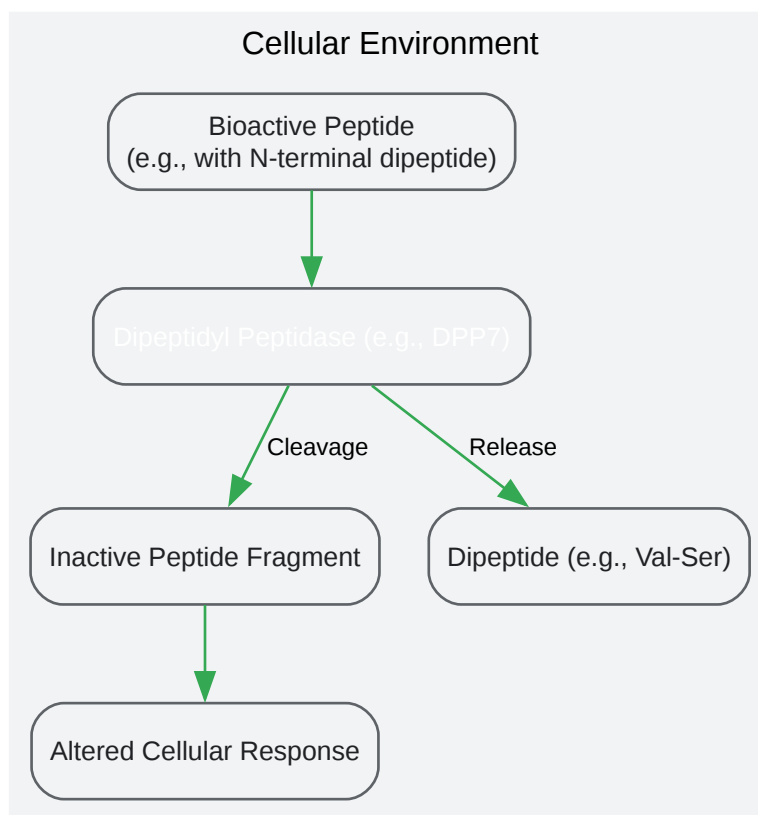 Cellular Environment
Bioactive Peptide
(e.g., with N-terminal dipeptide)
Dipeptidyl Peptidase (e.g., DPP7)
Cleavage
Release
Inactive Peptide Fragment
Dipeptide (e.g., Val-Ser)
Altered Cellular Response